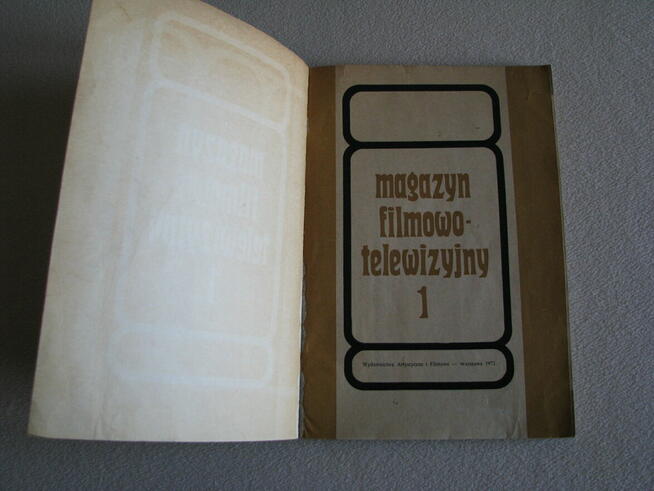 magazyn
filmowo-
telewizyjny
1
Wydawnictwa Artystyczne i Filmowe — Warszawa 1972